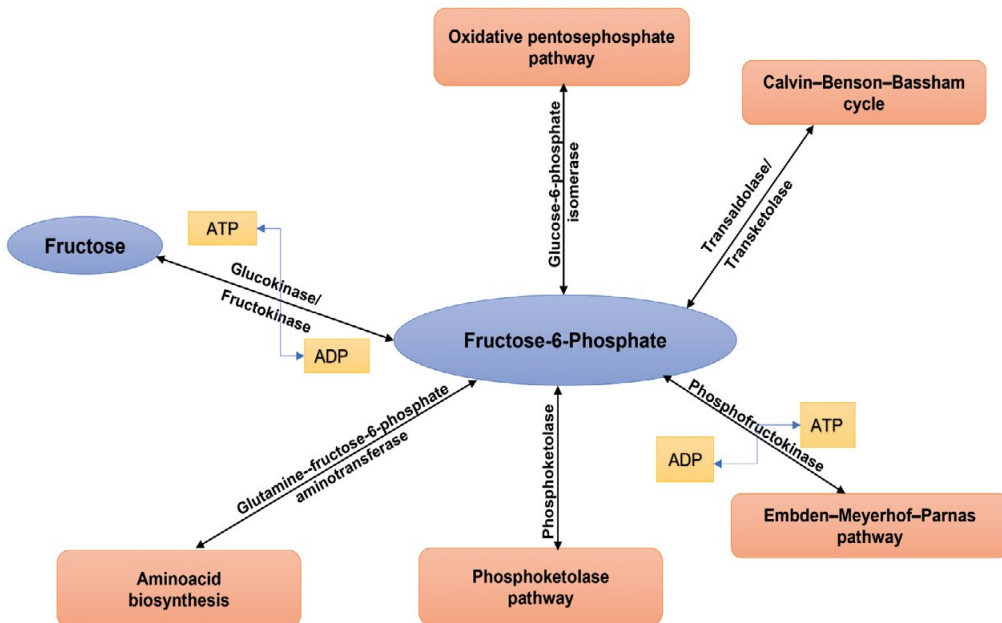 Oxidative pentosephosphate
pathway
Calvin–Benson–Bassham
cycle
Glucose-6-phosphate
isomerase
Transaldolase/
Transketolase
ATP
Fructose
Glucokinase/
Fructokinase
ADP
Fructose-6-Phosphate
Glutamine--fructose-6-phosphate
aminotransferase
Phosphoketolase
Phosphofructokinase
ATP
ADP
Embden–Meyerhof–Parnas
pathway
Aminoacid
biosynthesis
Phosphoketolase
pathway